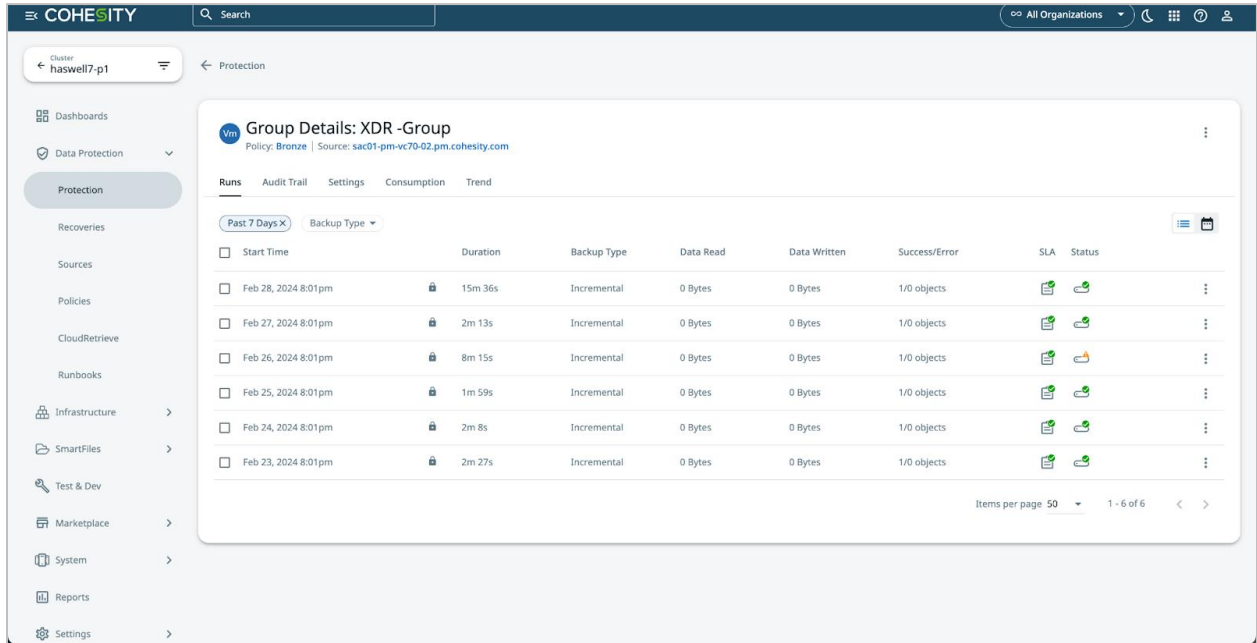 COHESITY
Search
All Organizations
Cluster
haswell7-p1
Protection
Dashboards
Data Protection
Protection
Recoveries
Sources
Policies
CloudRetrieve
Runbooks
Infrastructure
SmartFiles
Test & Dev
Marketplace
System
Reports
Settings
Vm
Group Details: XDR -Group
Policy: Bronze | Source: sac01-pm-vc70-02.pm.cohesity.com
Runs Audit Trail Settings Consumption Trend
Past 7 Days Backup Type
Start Time Duration Backup Type Data Read Data Written Success/Error SLA Status
Feb 28, 2024 8:01pm 15m 36s Incremental 0 Bytes 0 Bytes 1/0 objects
Feb 27, 2024 8:01pm 2m 13s Incremental 0 Bytes 0 Bytes 1/0 objects
Feb 26, 2024 8:01pm 8m 15s Incremental 0 Bytes 0 Bytes 1/0 objects
Feb 25, 2024 8:01pm 1m 59s Incremental 0 Bytes 0 Bytes 1/0 objects
Feb 24, 2024 8:01pm 2m 8s Incremental 0 Bytes 0 Bytes 1/0 objects
Feb 23, 2024 8:01pm 2m 27s Incremental 0 Bytes 0 Bytes 1/0 objects
Items per page 50 1 - 6 of 6